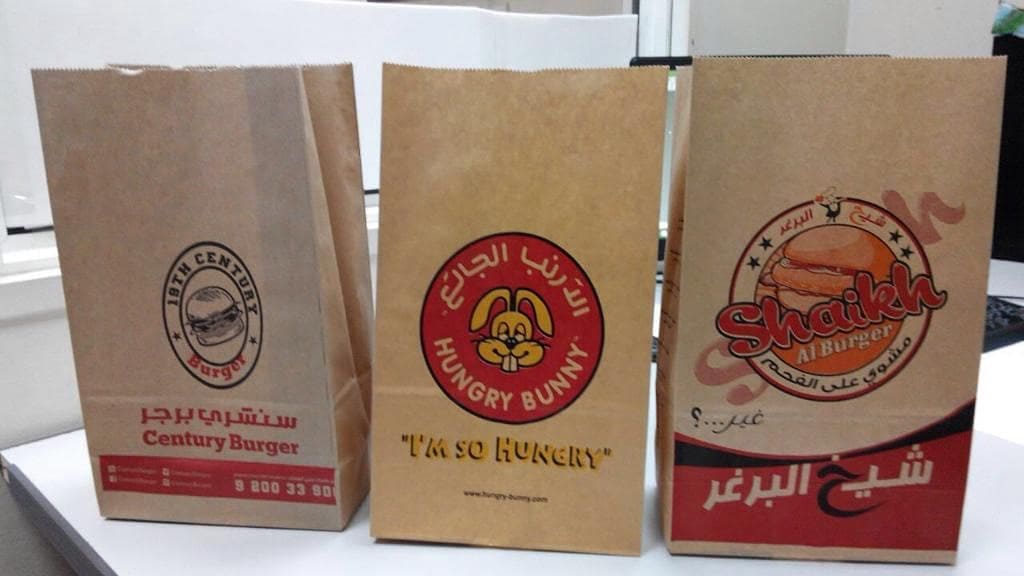 19TH CENTURY
Burger
سنشري برجر
Century Burger
9 200 33 90
الأرنب الجائع
HUNGRY BUNNY
"I'M SO HUNGRY"
www.hungry-bunny.com
شيخ البرغر
Shaikh
Al Burger
مشوي على الفحم
غير...؟
شيخ البرغر